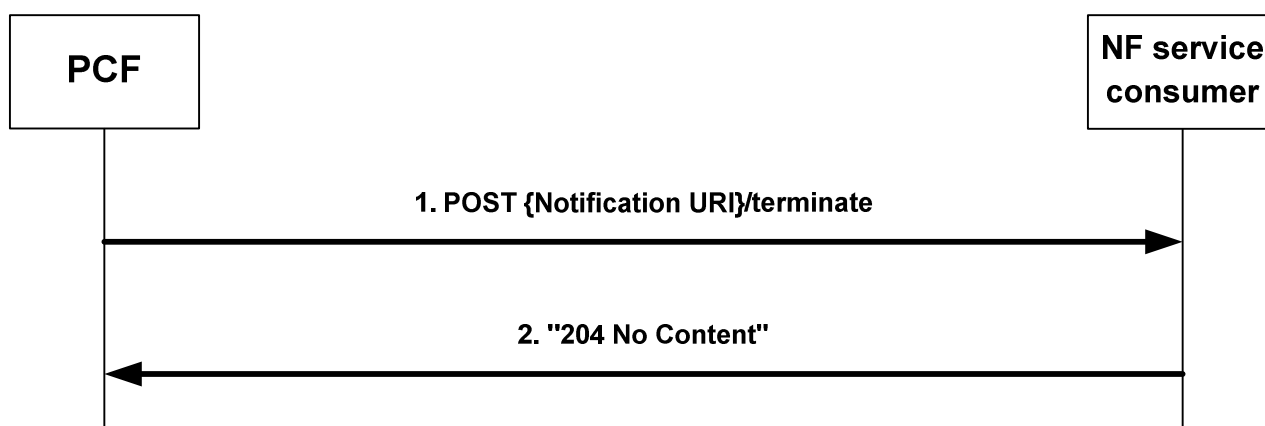 PCF
NF service
consumer
1. POST {Notification URI}/terminate
2. "204 No Content"